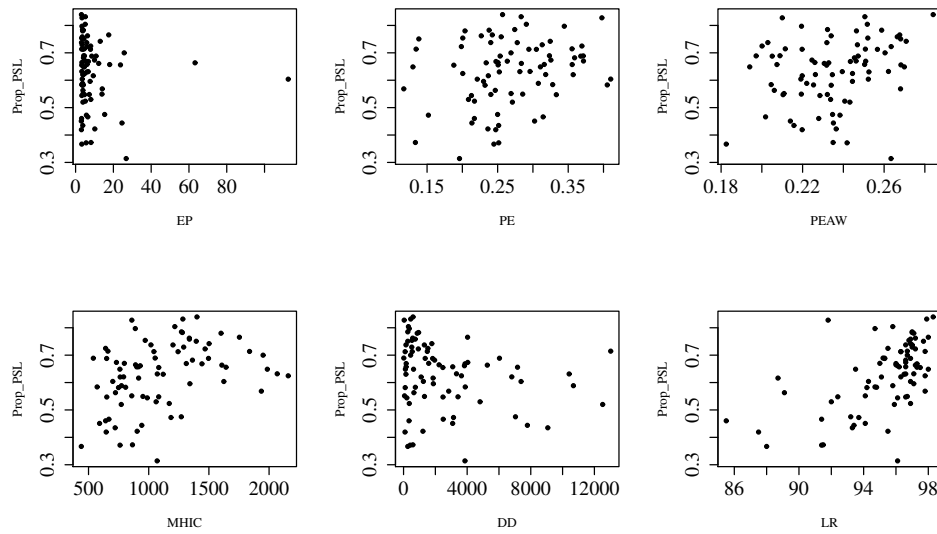 Prop_PSL
0.3 0.5 0.7
0 20 40 60 80
EP
Prop_PSL
0.3 0.5 0.7
0.15 0.25 0.35
PE
Prop_PSL
0.3 0.5 0.7
0.18 0.22 0.26
PEAW
Prop_PSL
0.3 0.5 0.7
500 1000 1500 2000
MHIC
Prop_PSL
0.3 0.5 0.7
0 4000 8000 12000
DD
Prop_PSL
0.3 0.5 0.7
86 90 94 98
LR